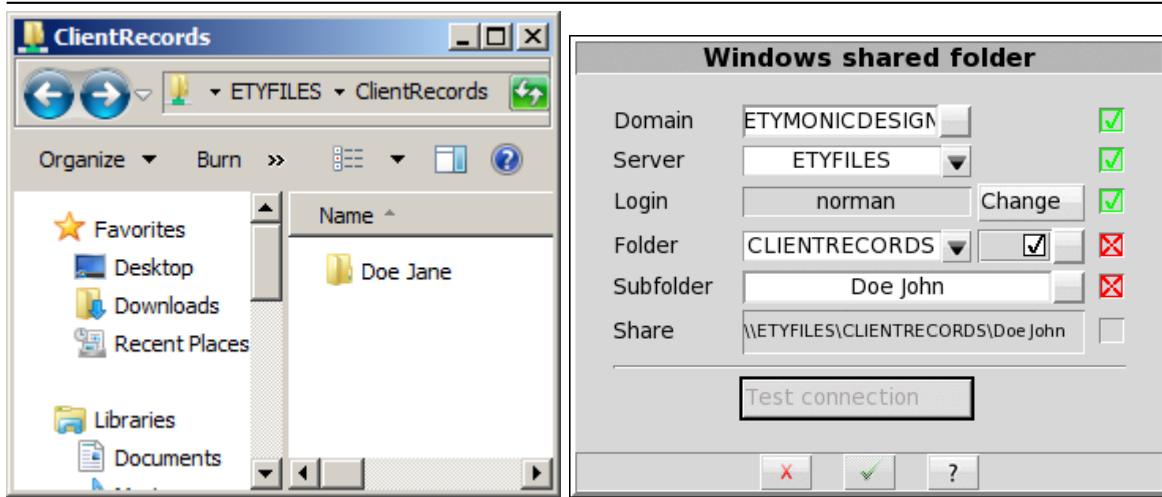 ClientRecords
ETYFILES ClientRecords
Organize Burn »
Name
Favorites
Desktop
Downloads
Recent Places
Libraries
Documents
Doe Jane
Windows shared folder
Domain ETYMONICDESIGN
Server ETYFILES
Login norman Change
Folder CLIENTRECORDS
Subfolder Doe John
Share \\ETYFILES\CLIENTRECORDS\Doe John
Test connection
X ?